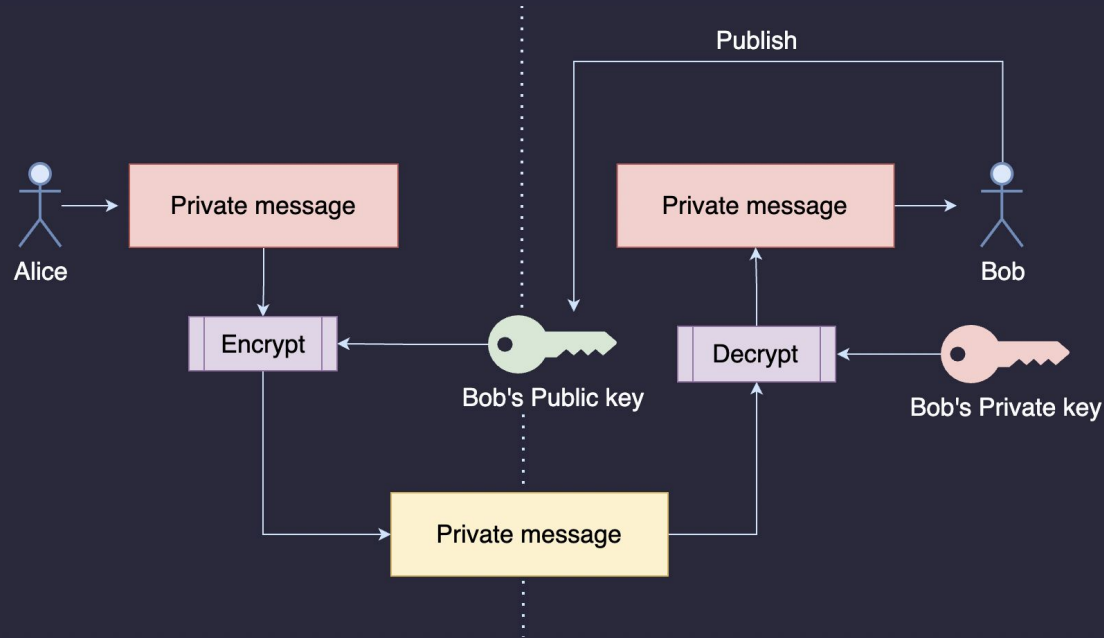 Publish
Private message
Private message
Alice
Bob
Encrypt
Decrypt
Bob's Public key
Bob's Private key
Private message